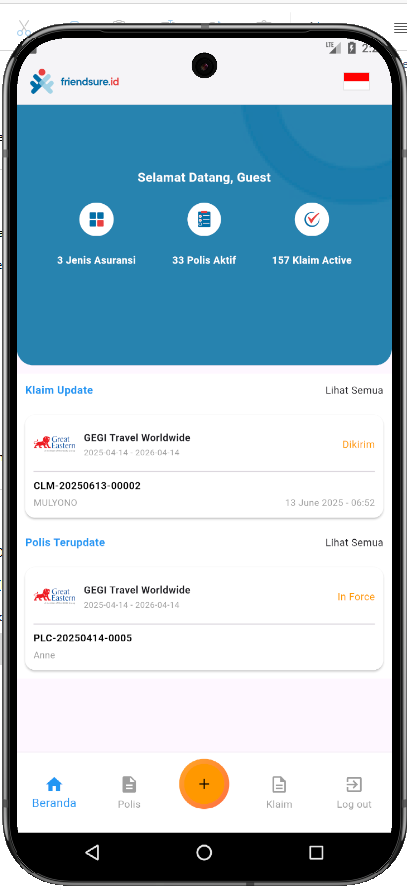 LTE
friendsure.id
Selamat Datang, Guest
3 Jenis Asuransi
33 Polis Aktif
157 Klaim Active
Klaim Update
Lihat Semua
Great Eastern
GEGI Travel Worldwide
2025-04-14 - 2026-04-14
Dikirim
CLM-20250613-00002
MULYONO
13 June 2025 - 06:52
Polis Terupdate
Lihat Semua
Great Eastern
GEGI Travel Worldwide
2025-04-14 - 2026-04-14
In Force
PLC-20250414-0005
Anne
+
Beranda
Polis
Klaim
Log out